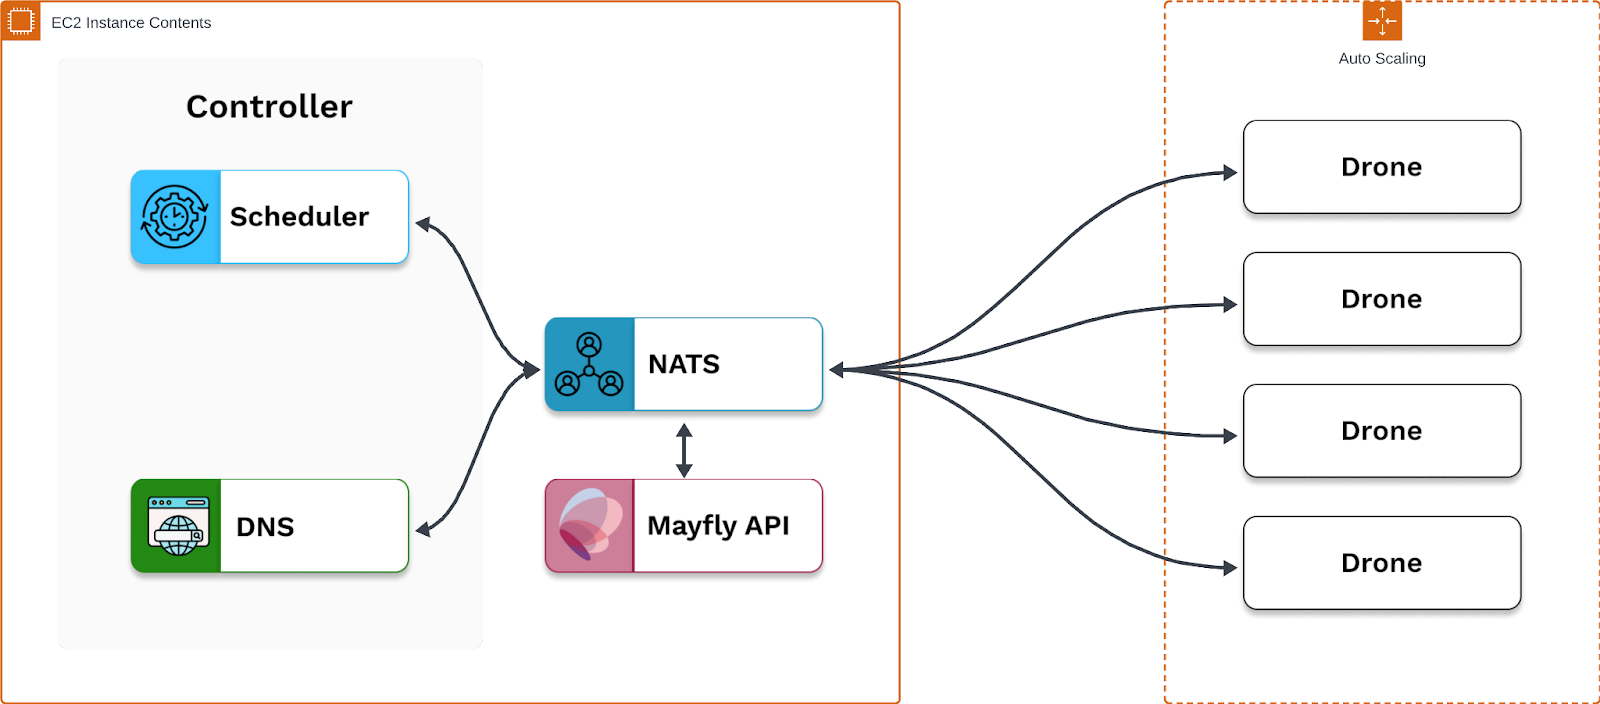 EC2 Instance Contents
Controller
Scheduler
NATS
DNS
Mayfly API
Auto Scaling
Drone
Drone
Drone
Drone